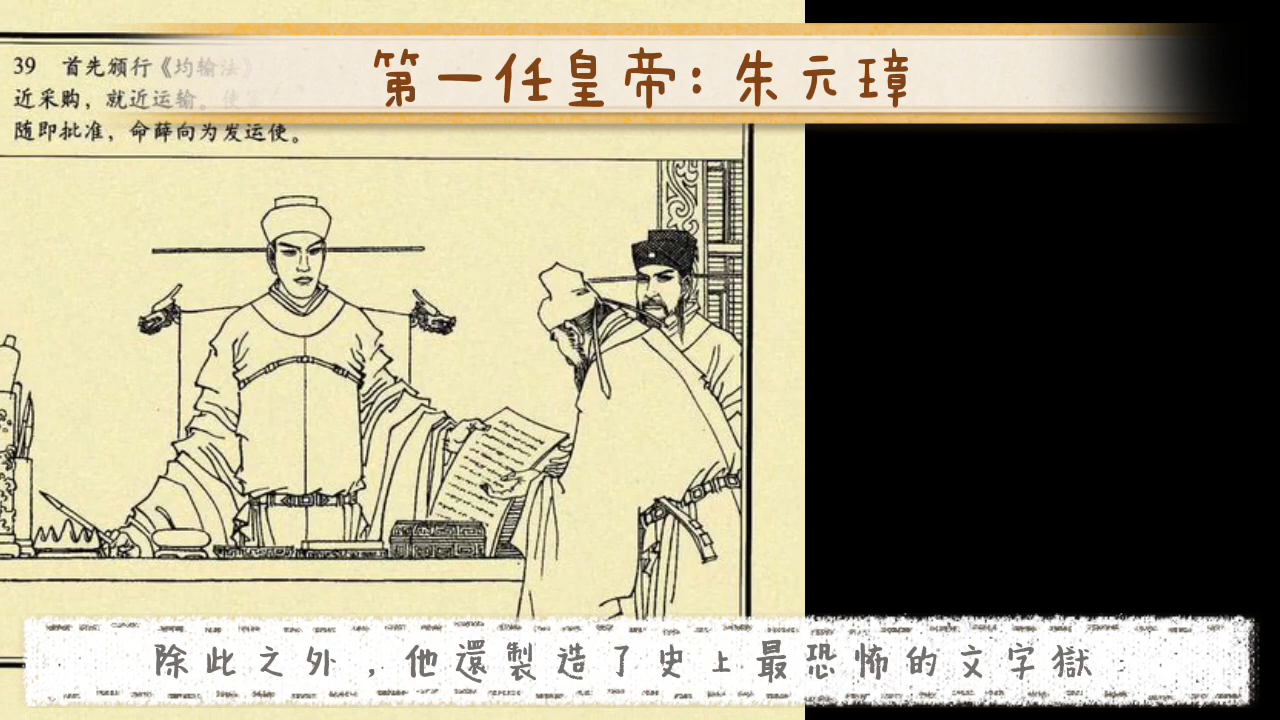 第一任皇帝：朱元璋
39 首先颁行《均输法》
近采购，就近运输。使
随即批准，命薛向为发运使。
除此之外，他還製造了史上最恐怖的文字獄